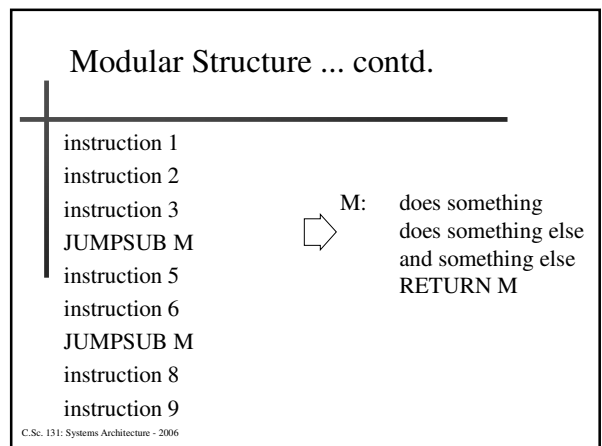 Modular Structure ... contd.
instruction 1
instruction 2
instruction 3
JUMPSUB M
instruction 5
instruction 6
JUMPSUB M
instruction 8
instruction 9
M: does something
does something else
and something else
RETURN M
C.Sc. 131: Systems Architecture - 2006